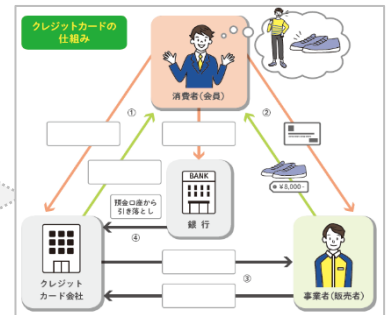 クレジットカードの
仕組み
消費者(会員)
①
②
BANK
¥5,000-
預金口座から
引き落とし
銀 行
④
クレジット
カード会社
③
事業者(販売者)